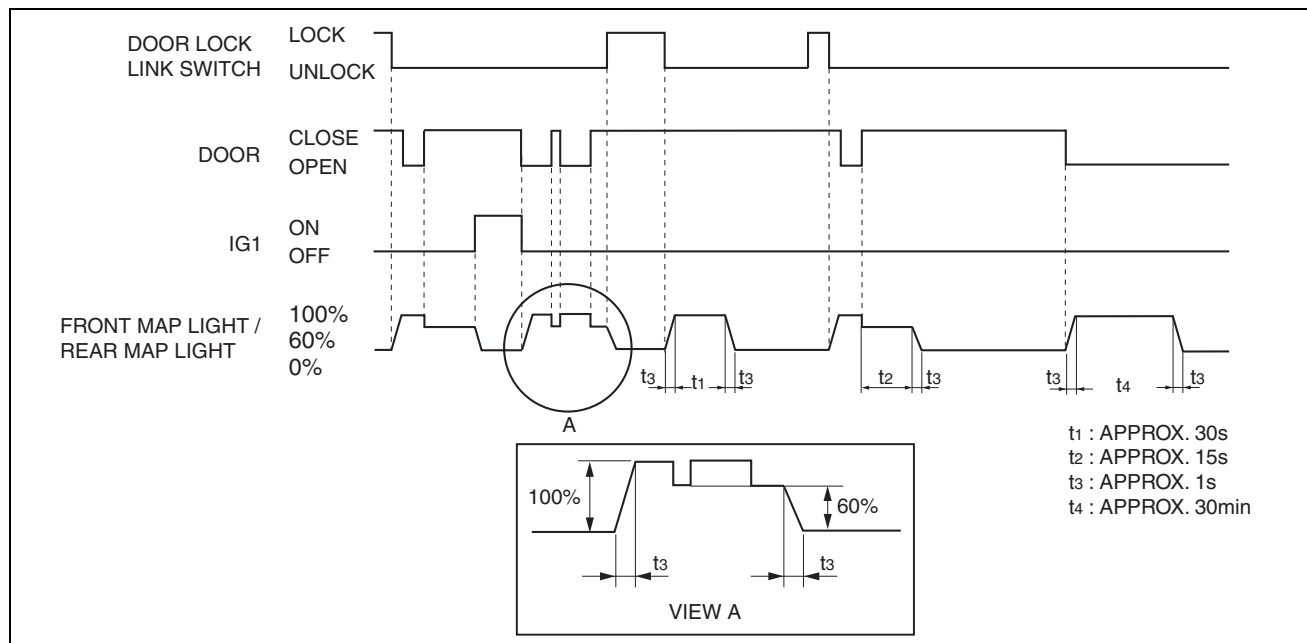 DOOR LOCK
LINK SWITCH
LOCK
UNLOCK
DOOR
CLOSE
OPEN
IG1
ON
OFF
FRONT MAP LIGHT /
REAR MAP LIGHT
100%
60%
0%
t3 t1 t3 t2 t3 t3 t4 t3
A
t1 : APPROX. 30s
t2 : APPROX. 15s
t3 : APPROX. 1s
t4 : APPROX. 30min
100%
60%
t3 t3
VIEW A